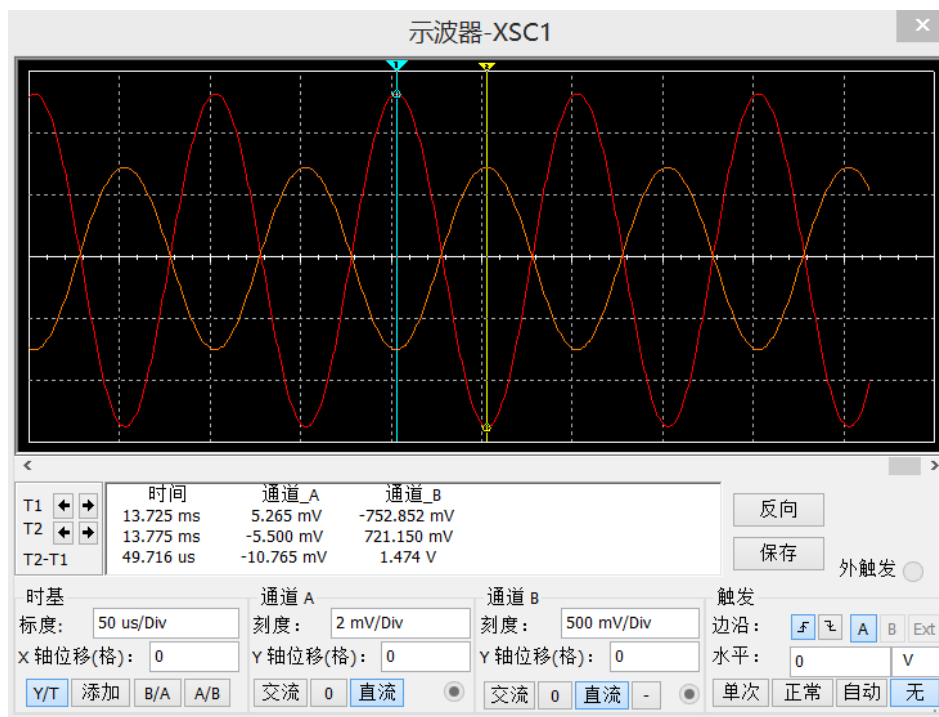 示波器-XSC1
×
1 2
时间 通道_A 通道_B
T1 13.725 ms 5.265 mV -752.852 mV
T2 13.775 ms -5.500 mV 721.150 mV
T2-T1 49.716 us -10.765 mV 1.474 V
反向
保存
外触发
时基 通道 A 通道 B 触发
标度: 50 us/Div 刻度: 2 mV/Div 刻度: 500 mV/Div 边沿: A B Ext
X 轴位移(格): 0 Y 轴位移(格): 0 Y 轴位移(格): 0 水平: 0 V
Y/T 添加 B/A A/B 交流 0 直流 交流 0 直流 - 单次 正常 自动 无